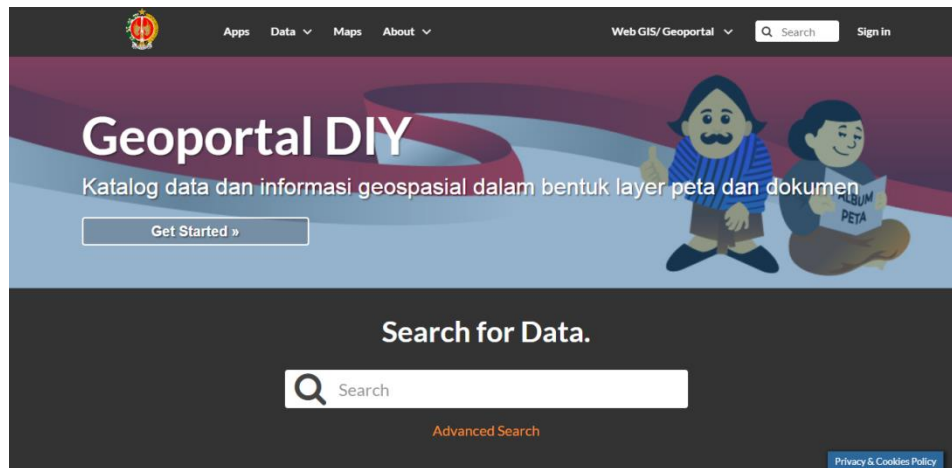 Apps Data Maps About Web GIS/ Geoportal Search Sign in
Geoportal DIY
Katalog data dan informasi geospasial dalam bentuk layer peta dan dokumen
ALBUM
PETA
Get Started »
Search for Data.
Search
Advanced Search
Privacy & Cookies Policy